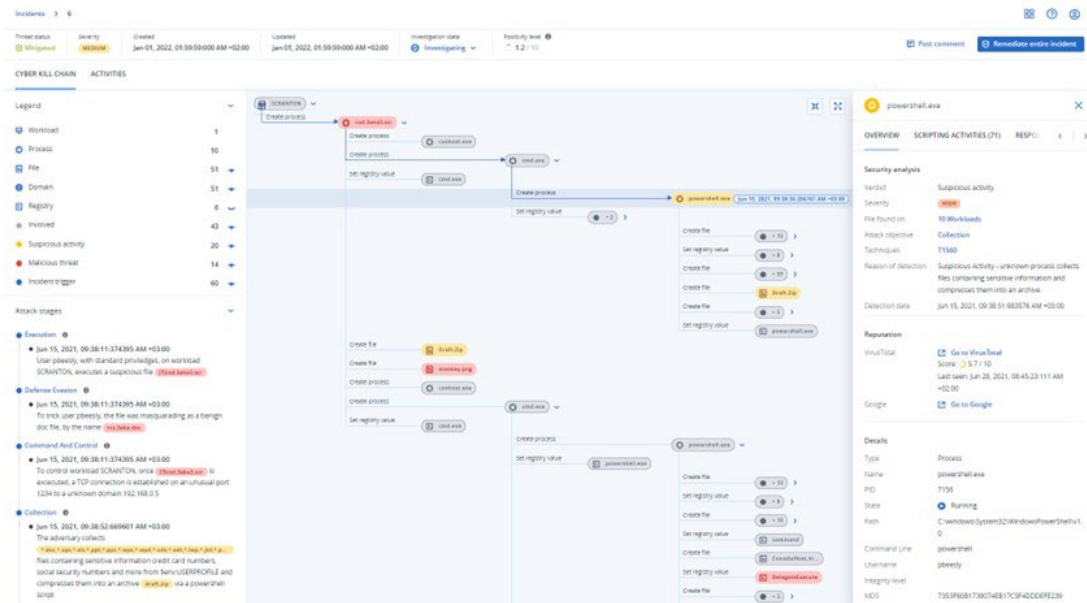 Incidents > 6
Threat status
Mitigated
Severity
MEDIUM
Created
Jan 01, 2022, 01:59:59:000 AM +02:00
Updated
Jan 01, 2022, 01:59:59:000 AM +02:00
Investigation state
Investigating
Positivity level
1.2 / 10
Post comment
Remediate entire incident
CYBER KILL CHAIN
ACTIVITIES
Legend
Workload 1
Process 10
File 51
Domain 51
Registry 6
Involved 43
Suspicious activity 20
Malicious threat 14
Incident trigger 60
Attack stages
Execution
Jun 15, 2021, 09:38:11:374395 AM +03:00
User pbeesly, with standard priviledges, on workload
SCRANTON, executes a suspicious file
Defense Evasion
Jun 15, 2021, 09:38:11:374395 AM +03:00
To trick user pbeesly, the file was masquarading as a benign
doc file, by the name
Command And Control
Jun 15, 2021, 09:38:11:374395 AM +03:00
To control workload SCRANTON, once is
excecuted, a TCP connection is established on an unusual port
1234 to a unknown domain 192.168.0.5
Collection
Jun 15, 2021, 09:38:52:669601 AM +03:00
The adversary collects
files containing sensitive information credit card numbers,
social security numbers and more from $env:USERPROFILE and
compresses them into an archive draft.zip via a powershell
script
SCRANTON
Create process
Create process
conhost.exe
Create process
cmd.exe
Set registry value
cmd.exe
Create process
powershell.exe
Set registry value
Create file
Set registry value
Create file
Create file
Draft.Zip
Create file
Set registry value
powershell.exe
Create file
Draft.Zip
Create file
monkey.png
Create process
conhost.exe
Create process
cmd.exe
Set registry value
cmd.exe
Create process
powershell.exe
Set registry value
powershell.exe
Create file
Set registry value
Create file
Set registry value
command
Create file
Set registry value
DelegateExecute
Create file
powershell.exe
OVERVIEW
SCRIPTING ACTIVITIES (71)
Security analysis
Verdict Suspicious activity
Severity HIGH
File found on 10 Workloads
Attack objective Collection
Techniques T1560
Reason of detection Suspicious Activity - unknown process collects
files containing sensitive information and
compresses them into an archive.
Detection date Jun 15, 2021, 09:38:51:983576 AM +03:00
Reputation
VirusTotal Go to VirusTotal
Score: 57 / 10
Last seen: Jun 28, 2021, 08:45:23:111 AM
+02:00
Google Go to Google
Details
Type Process
Name powershell.exe
PID 7156
State Running
Path
Command Line powershell
Username pbeesly
Integrity level
MD5